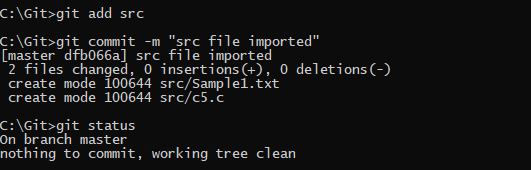 C:\Git>git add src
C:\Git>git commit -m "src file imported"
[master dfb066a] src file imported
 2 files changed, 0 insertions(+), 0 deletions(-)
 create mode 100644 src/Sample1.txt
 create mode 100644 src/c5.c
C:\Git>git status
On branch master
nothing to commit, working tree clean